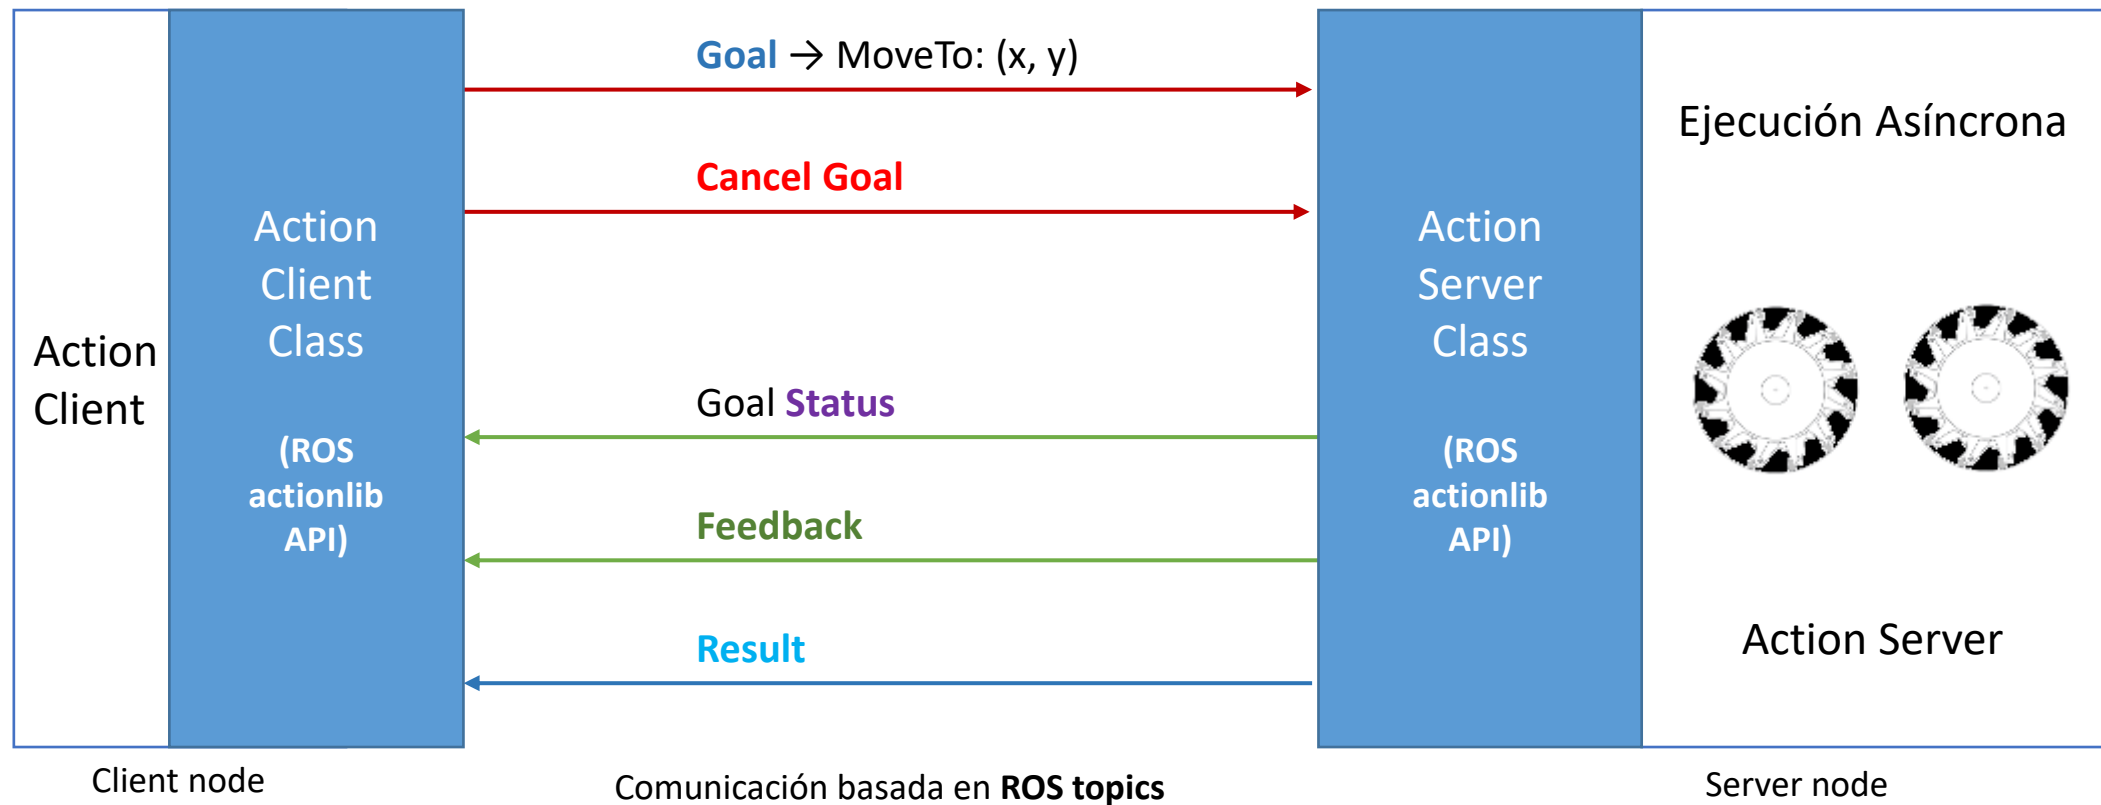 Action
Client
Action
Client
Class
(ROS
actionlib
API)
Goal → MoveTo: (x, y)
Cancel Goal
Goal Status
Feedback
Result
Action
Server
Class
(ROS
actionlib
API)
Ejecución Asíncrona
Action Server
Client node
Comunicación basada en ROS topics
Server node